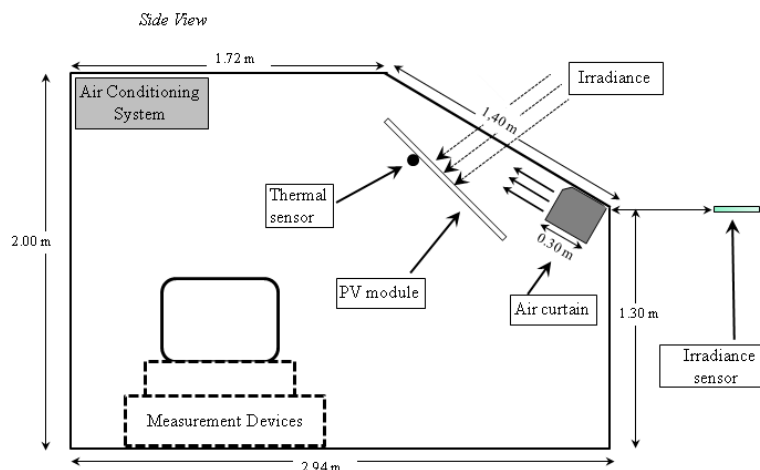 Side View
1.72 m
Air Conditioning
System
Irradiance
1.40 m
Thermal
sensor
2.00 m
0.30 m
PV module
Air curtain
1.30 m
Irradiance
sensor
Measurement Devices
2.94 m